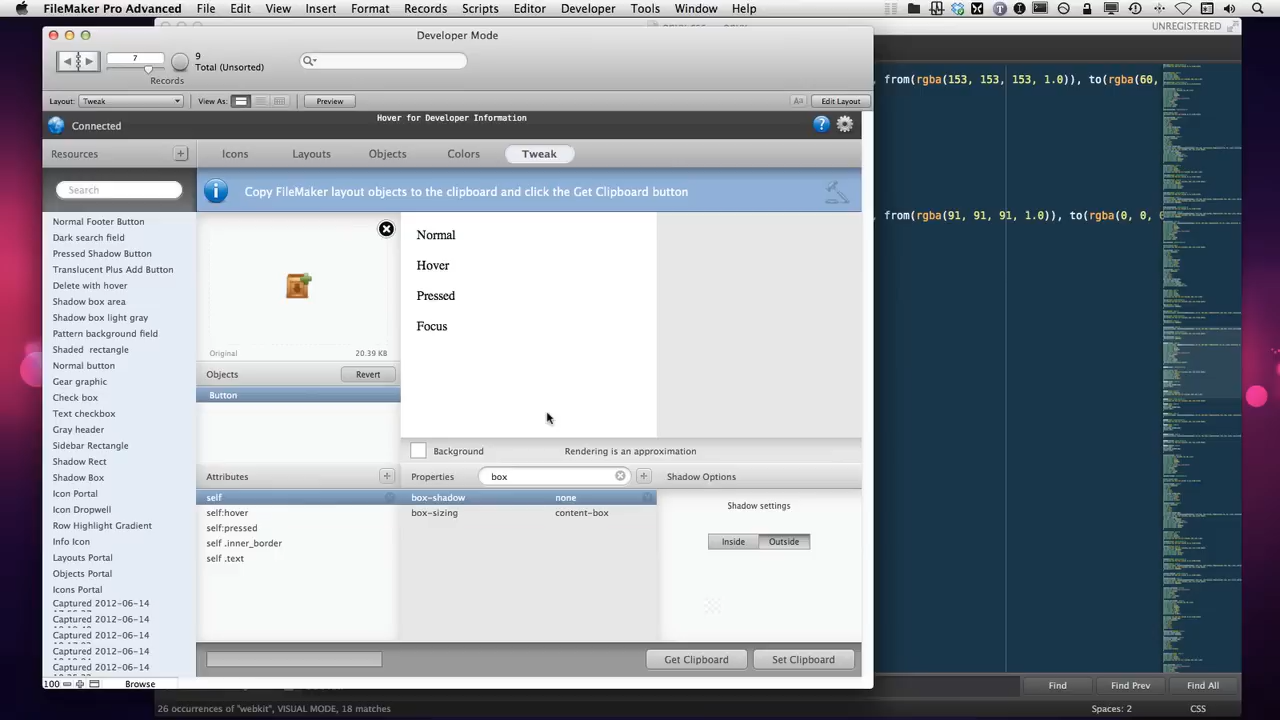 FileMaker Pro Advanced File Edit View Insert Format Records Scripts Editor Developer Tools Window Help
UNREGISTERED
Developer Mode
7
9
Total (Unsorted)
Records
from(rgba(153, 153, 153, 1.0)), to(rgba(60,
Layout: Tweak View As: Preview Edit Layout
Connected
Hover for Developer Information
Resources
Icons Layouts Objects Colors Tweak
Search
Copy FileMaker layout objects to the clipboard and click the Get Clipboard button
from(rgba(91, 91, 91, 1.0)), to(rgba(0, 0,
Normal Footer Button
Dark search field
Pressed Shadow Button
Translucent Plus Add Button
Delete with hover
Shadow box area
Shadow box light gray
Pattern background field
Shaded rectangle
Normal button
Gear graphic
Check box
Text checkbox
Gray header
Sidebar Rectangle
Shadow Rect
Shadow Box
Icon Portal
Icon Dropwell
Row Highlight Gradient
Info Icon
Layouts Portal
Objects Portal
Icons Portal
Captured 2012-06-14
Captured 2012-06-14
Captured 2012-06-14
Captured 2012-06-14
Captured 2012-06-14
Normal
Hover
Pressed
Focus
Original 20.39 KB
Objects Revert
Button
Background Rendering is an approximation
Attributes Properties box Shadow Options
self
self:hover
self:pressed
self .inner_border
self .text
box-shadow none
box-sizing content-box
Shadow settings
Inside Outside
Get Clipboard Set Clipboard
100 Browse
Find Find Prev Find All
26 occurrences of "webkit", VISUAL MODE, 18 matches Spaces: 2 CSS